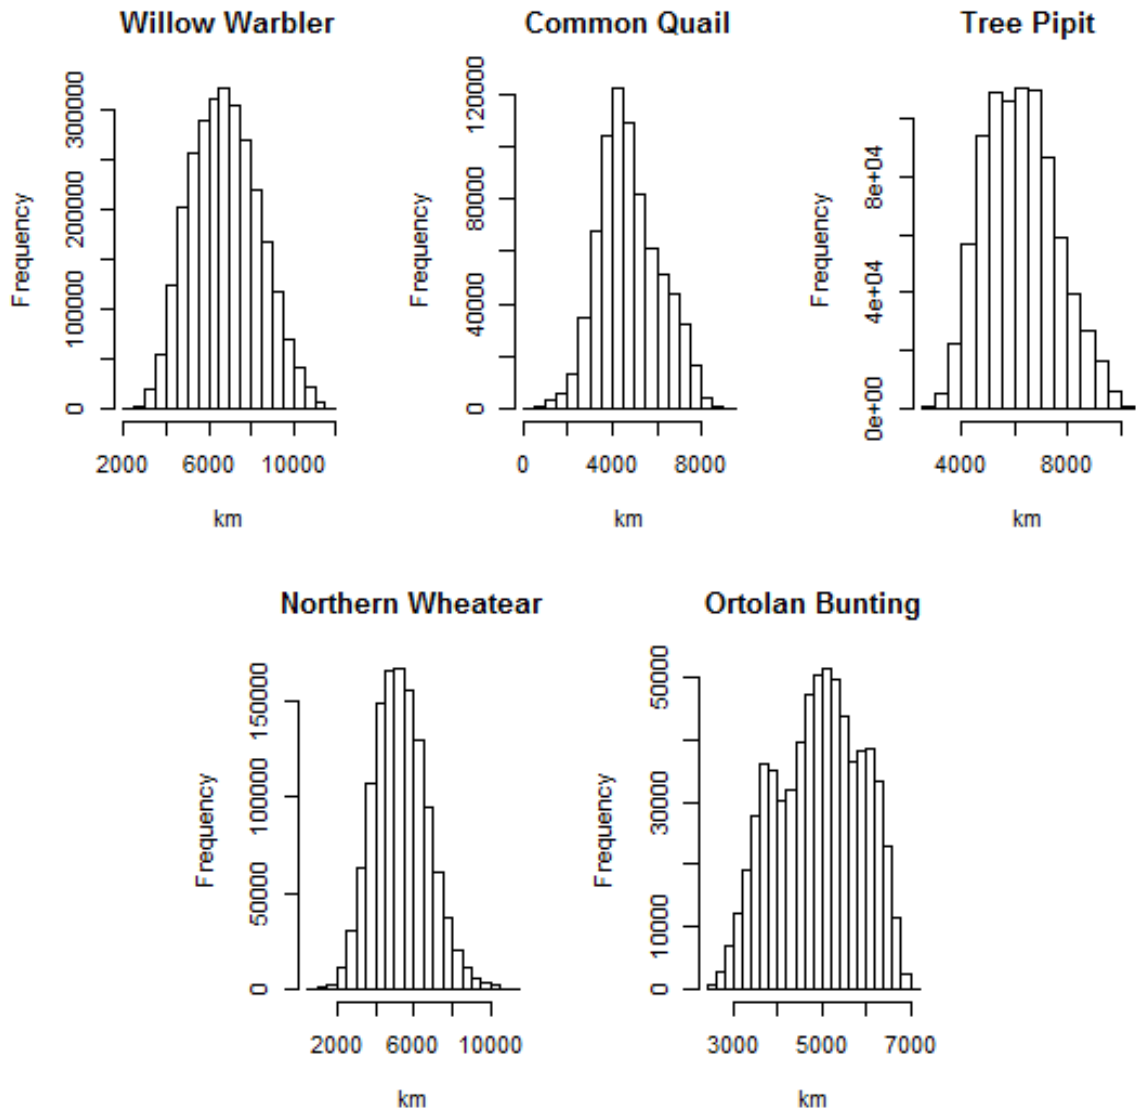 Willow Warbler
Frequency
0
100000
200000
300000
2000
6000
10000
km
Common Quail
Frequency
0
40000
80000
120000
0
4000
8000
km
Tree Pipit
Frequency
0e+00
4e+04
8e+04
4000
8000
km
Northern Wheatear
Frequency
0
50000
100000
150000
2000
6000
10000
km
Ortolan Bunting
Frequency
0
10000
30000
50000
3000
5000
7000
km